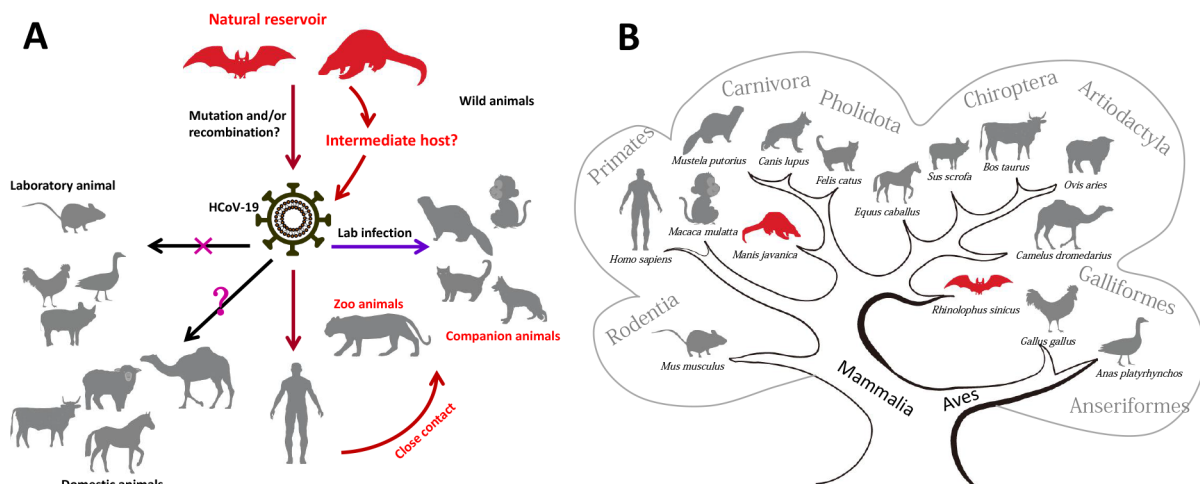 A
Natural reservoir
Mutation and/or
recombination?
Wild animals
Intermediate host?
Laboratory animal
HCoV-19
Lab infection
?
Zoo animals
Companion animals
Close contact
Domestic animals
B
Carnivora
Pholidota
Chiroptera
Artiodactyla
Primates
Mustela putorius
Canis lupus
Felis catus
Equus caballus
Sus scrofa
Bos taurus
Ovis aries
Homo sapiens
Macaca mulatta
Manis javanica
Camelus dromedarius
Rhinolophus sinicus
Galliformes
Rodentia
Mus musculus
Gallus gallus
Anas platyrhynchos
Mammalia
Aves
Anseriformes